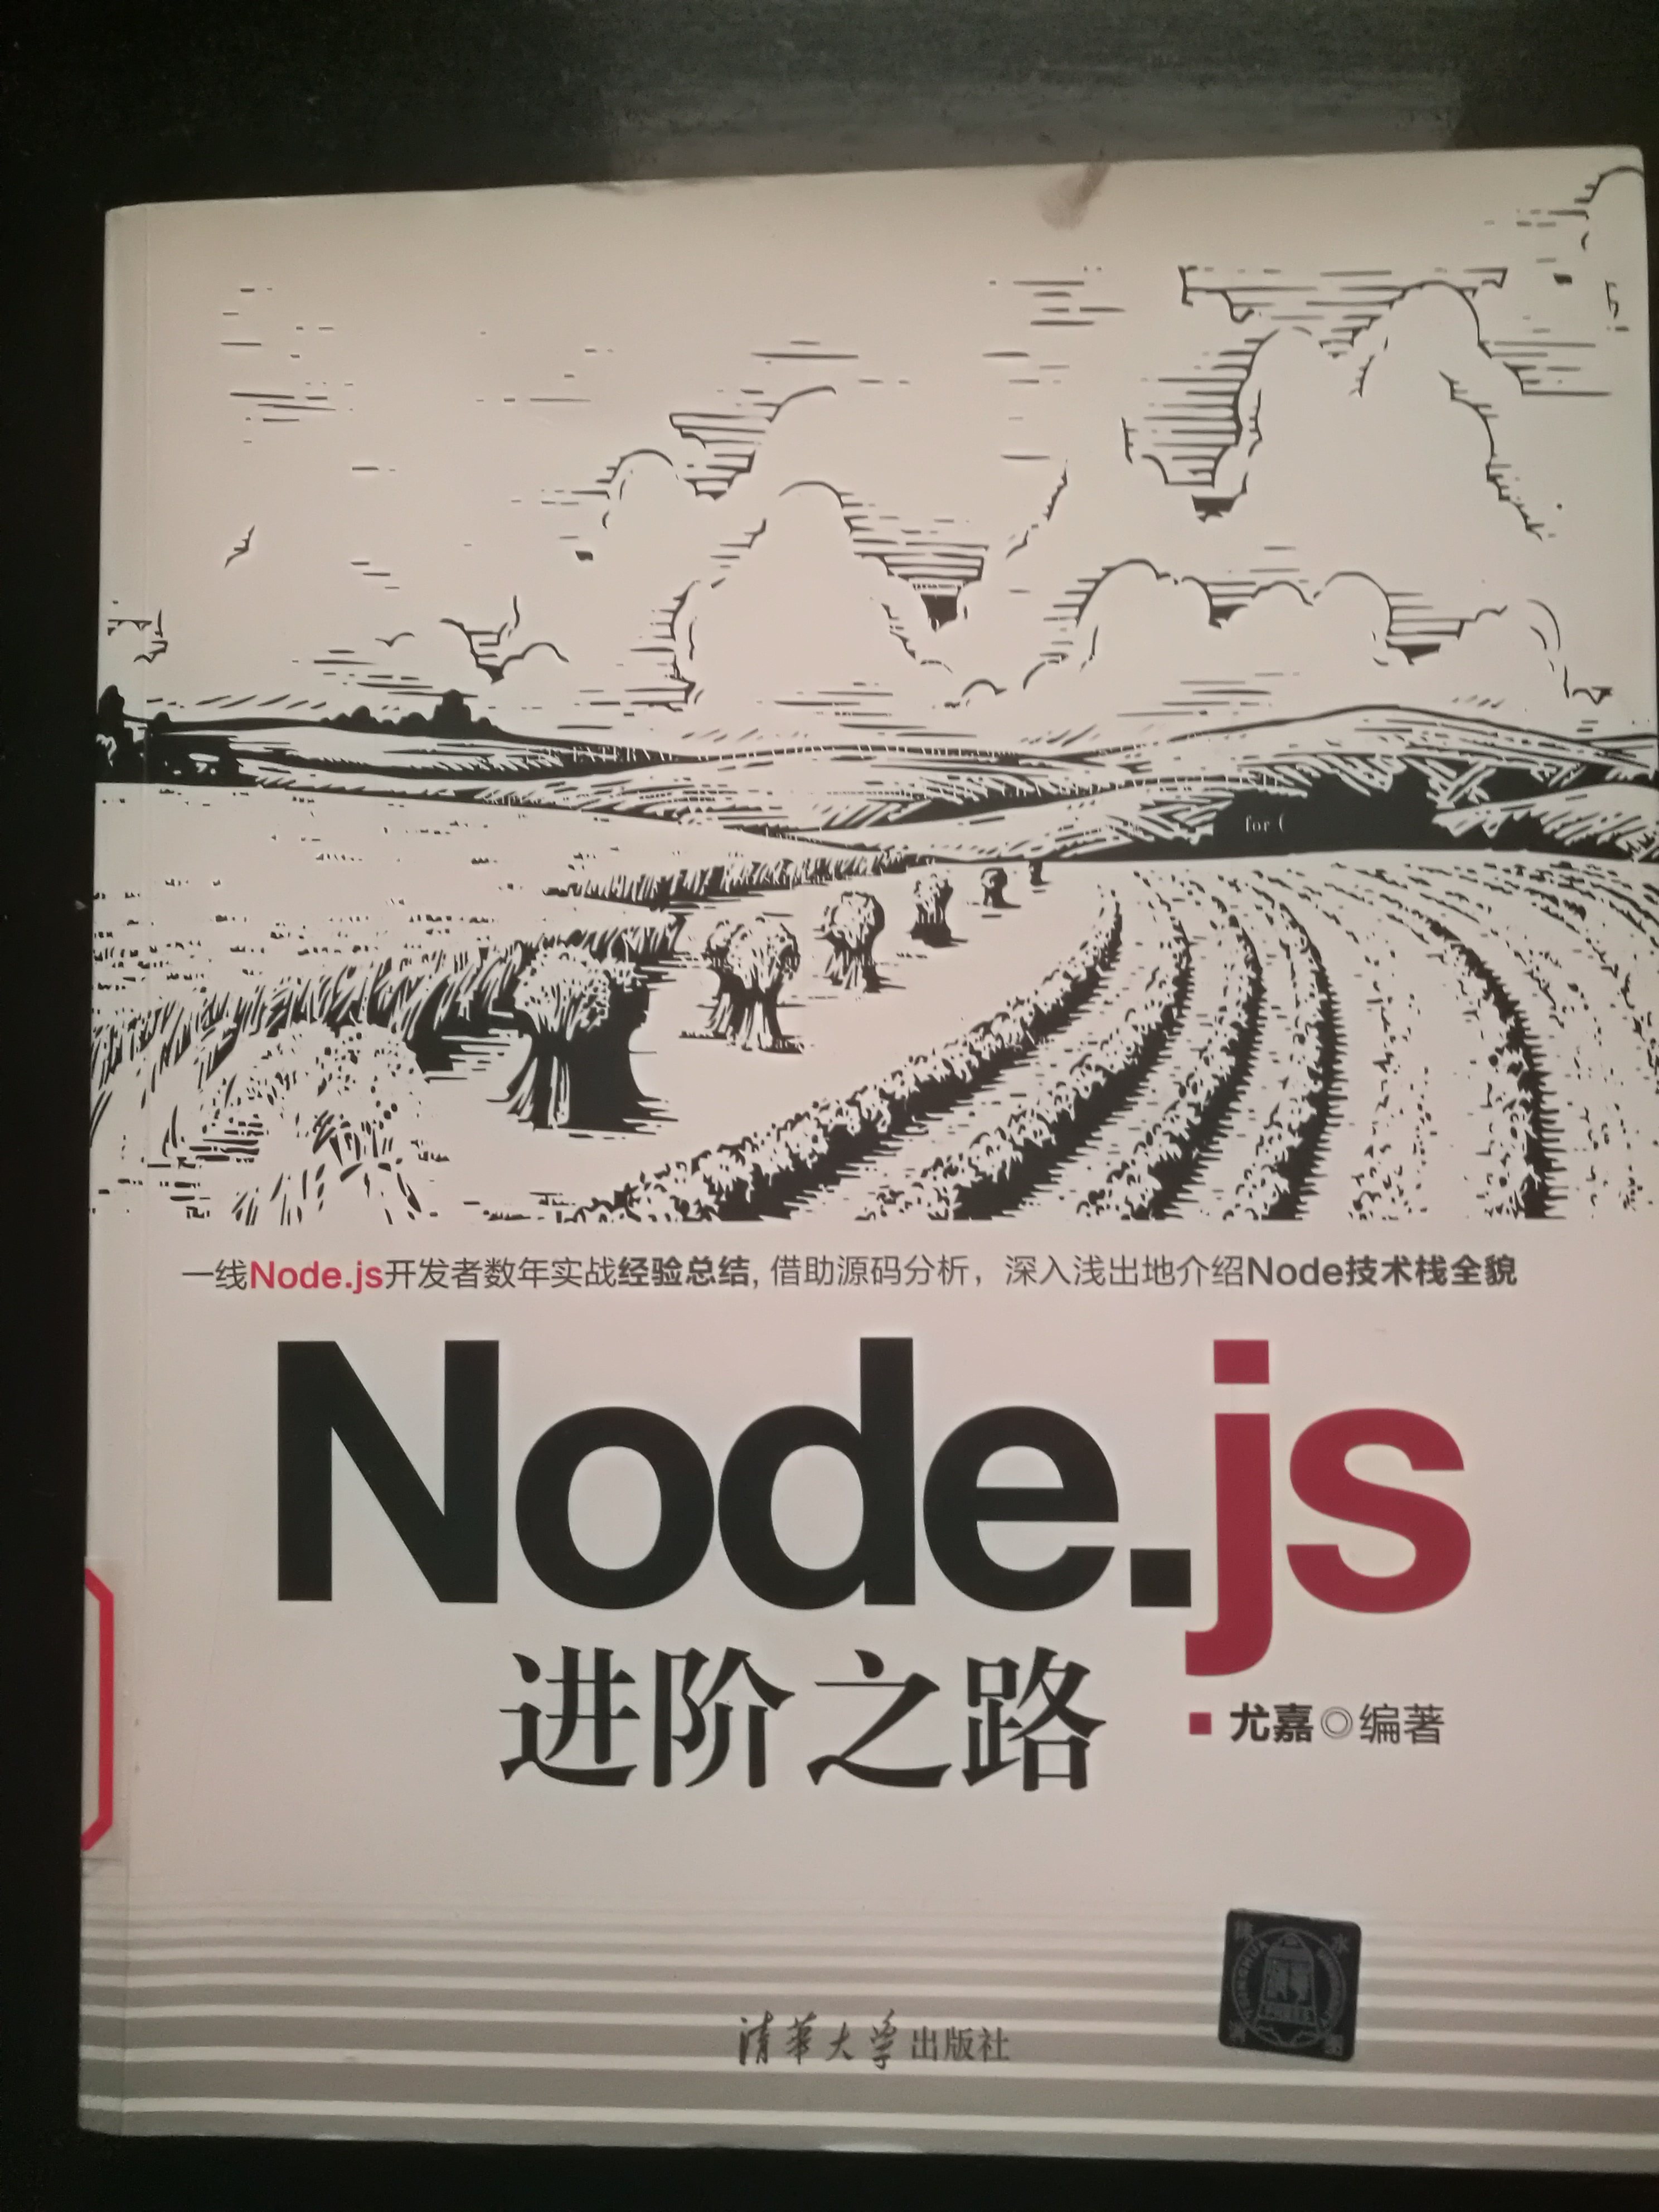 for (
一线Node.js开发者数年实战经验总结, 借助源码分析，深入浅出地介绍Node技术栈全貌
Node.js
进阶之路
▪ 尤嘉◎编著
清华大学出版社